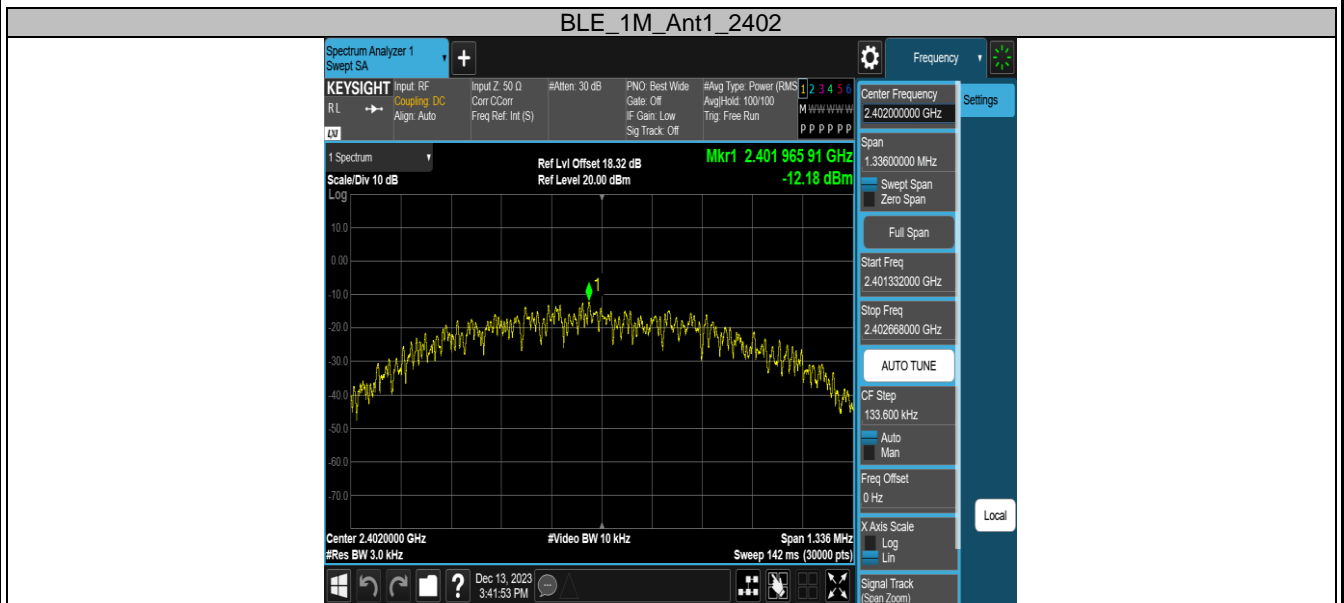 BLE_1M_Ant1_2402
Spectrum Analyzer 1
Swept SA
Frequency
KEYSIGHT
RL
LXI
Input: RF
Coupling: DC
Align: Auto
Input Z: 50 Ω
Corr CCorr
Freq Ref: Int (S)
#Atten: 30 dB
PNO: Best Wide
Gate: Off
IF Gain: Low
Sig Track: Off
#Avg Type: Power (RMS
Avg|Hold: 100/100
Trig: Free Run
1 2 3 4 5 6
M W W W W W
P P P P P P
Center Frequency
2.402000000 GHz
Settings
Span
1.33600000 MHz
Swept Span
Zero Span
Full Span
Start Freq
2.401332000 GHz
Stop Freq
2.402668000 GHz
AUTO TUNE
CF Step
133.600 kHz
Auto
Man
Freq Offset
0 Hz
X Axis Scale
Log
Lin
Signal Track
(Span Zoom)
Local
1 Spectrum
Scale/Div 10 dB
Ref Lvl Offset 18.32 dB
Ref Level 20.00 dBm
Mkr1 2.401 965 91 GHz
-12.18 dBm
Log
10.0
0.00
-10.0
-20.0
-30.0
-40.0
-50.0
-60.0
-70.0
1
Center 2.4020000 GHz
#Res BW 3.0 kHz
#Video BW 10 kHz
Span 1.336 MHz
Sweep 142 ms (30000 pts)
?
Dec 13, 2023
3:41:53 PM